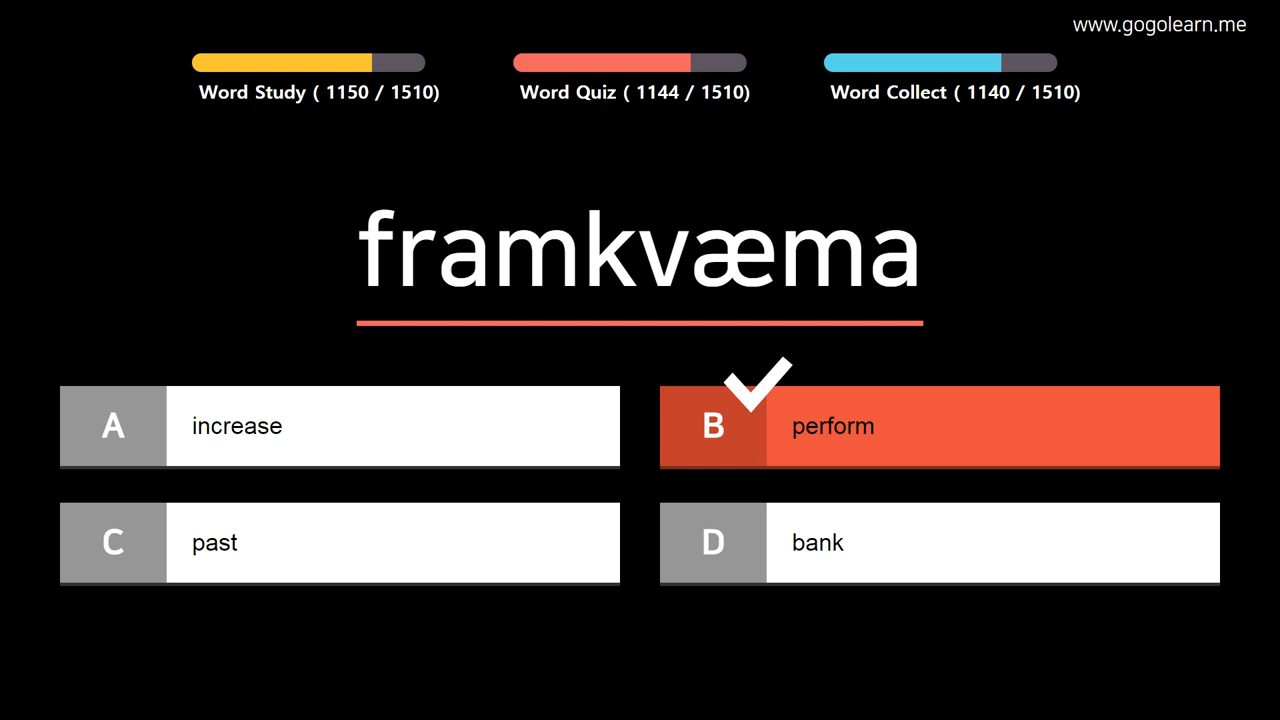 www.gogolearn.me
Word Study ( 1150 / 1510)
Word Quiz ( 1144 / 1510)
Word Collect ( 1140 / 1510)
framkvæma
A increase
B perform
C past
D bank